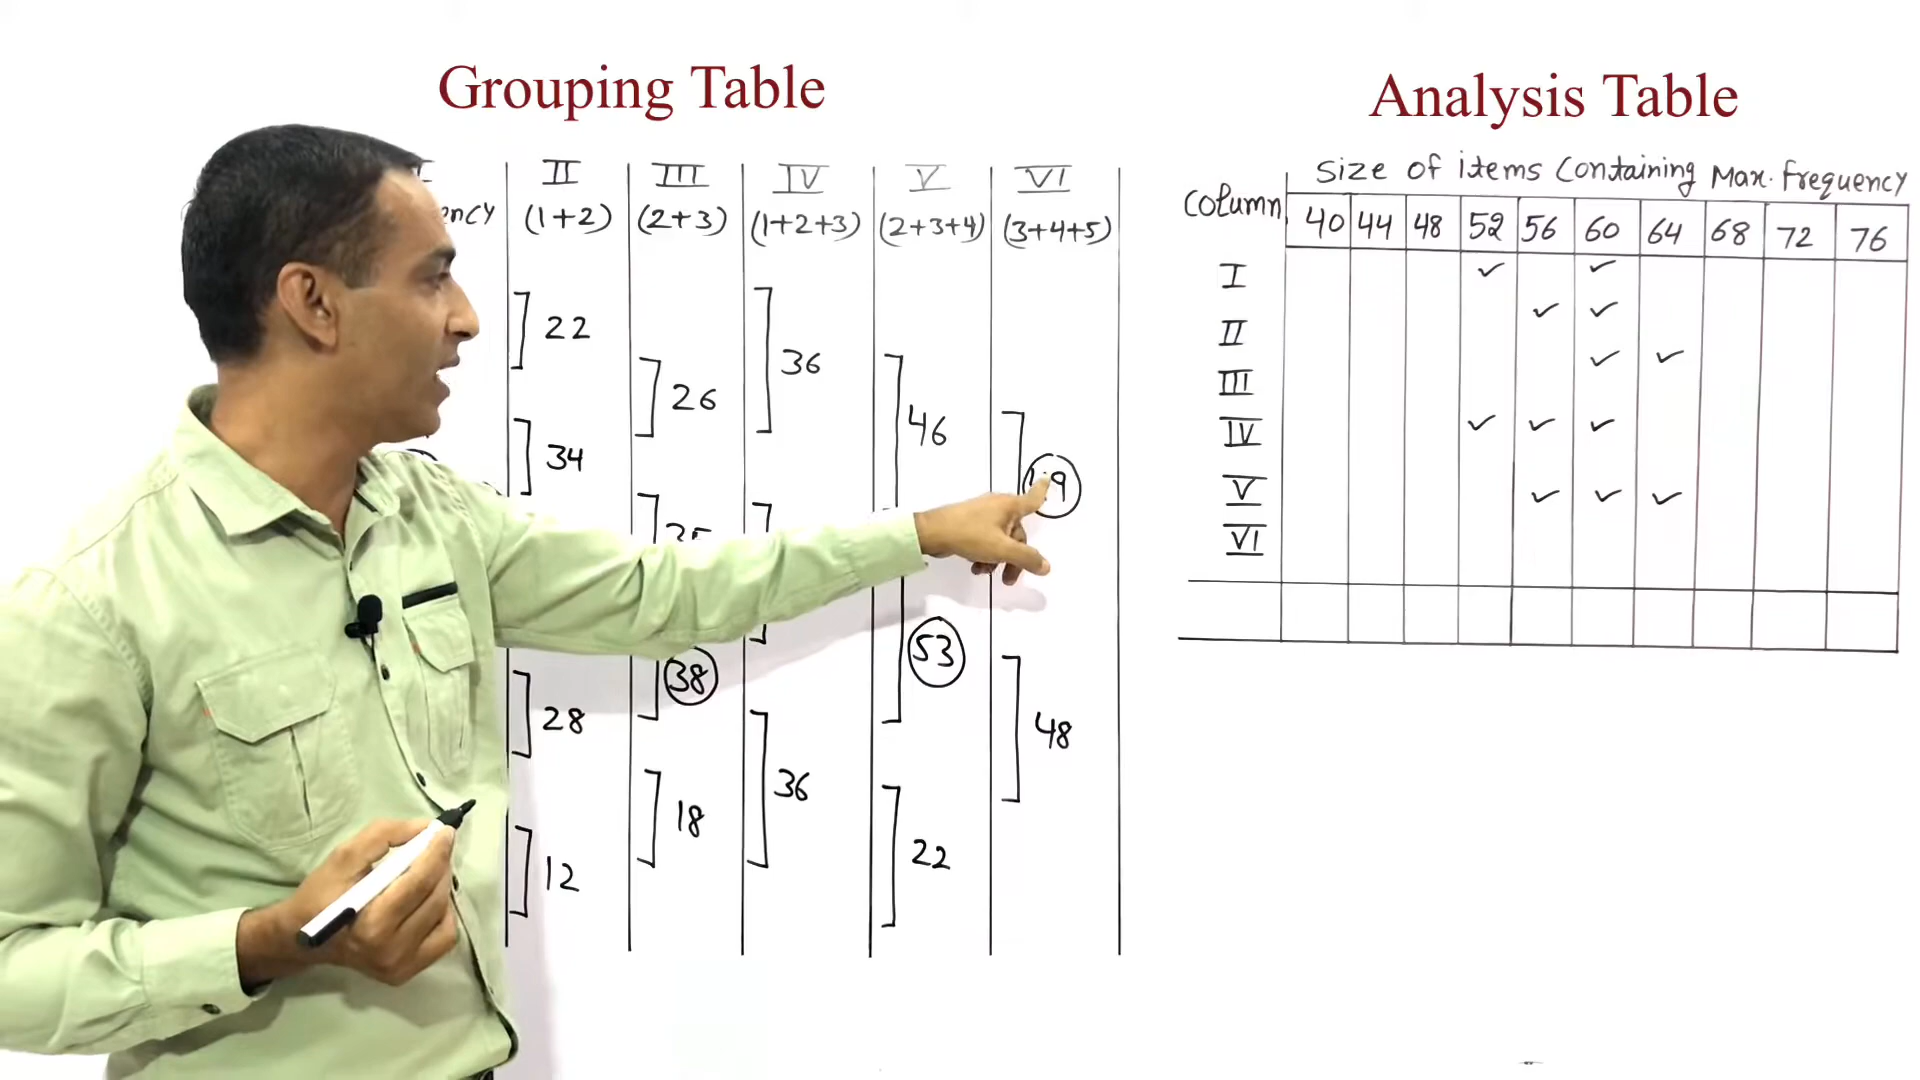 Grouping Table
Analysis Table
II III IV V VI
(1+2) (2+3) (1+2+3) (2+3+4) (3+4+5)
22
36
26
46
34
53
38
28
48
36
18
22
12
Size of items Containing Max. frequency
Column 40 44 48 52 56 60 64 68 72 76
I ✓ ✓
II ✓ ✓
III ✓ ✓
IV ✓ ✓ ✓
V ✓ ✓ ✓
VI